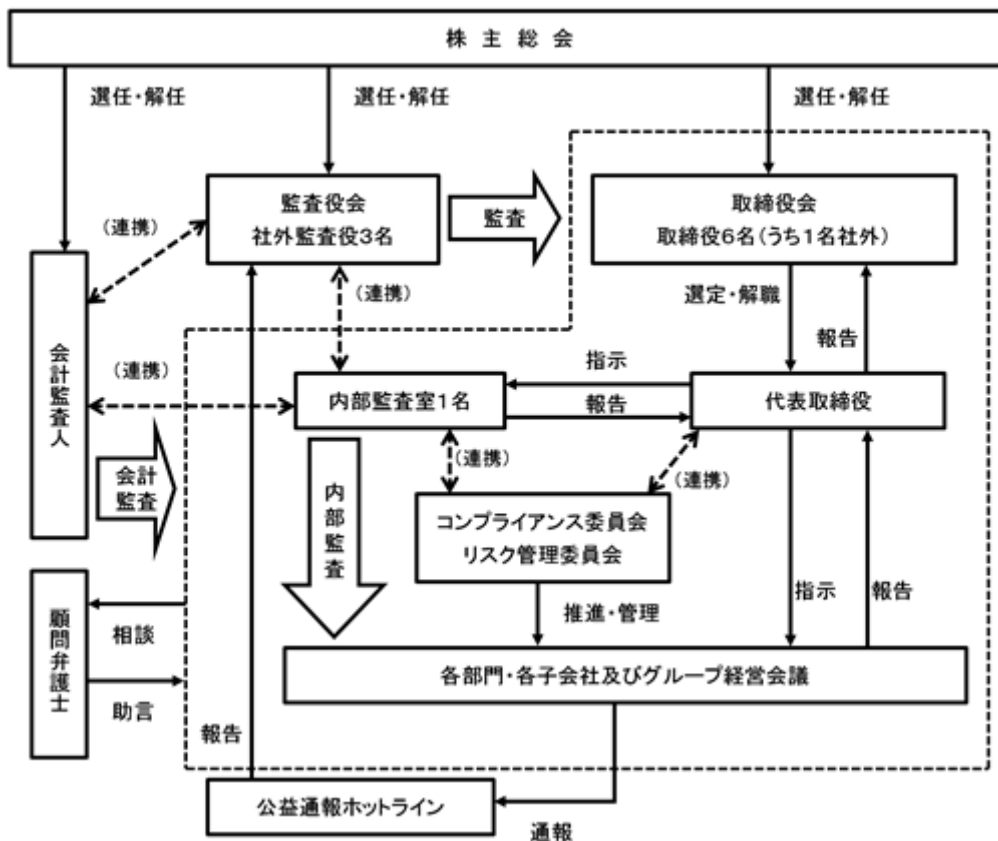 株主総会
選任・解任
選任・解任
選任・解任
監査役会
社外監査役3名
監査
取締役会
取締役6名(うち1名社外)
(連携)
(連携)
選定・解職
報告
会計監査人
(連携)
指示
内部監査室1名
報告
代表取締役
会計
監査
内部監査
(連携)
(連携)
コンプライアンス委員会
リスク管理委員会
推進・管理
指示
報告
顧問弁護士
相談
助言
各部門・各子会社及びグループ経営会議
報告
公益通報ホットライン
通報